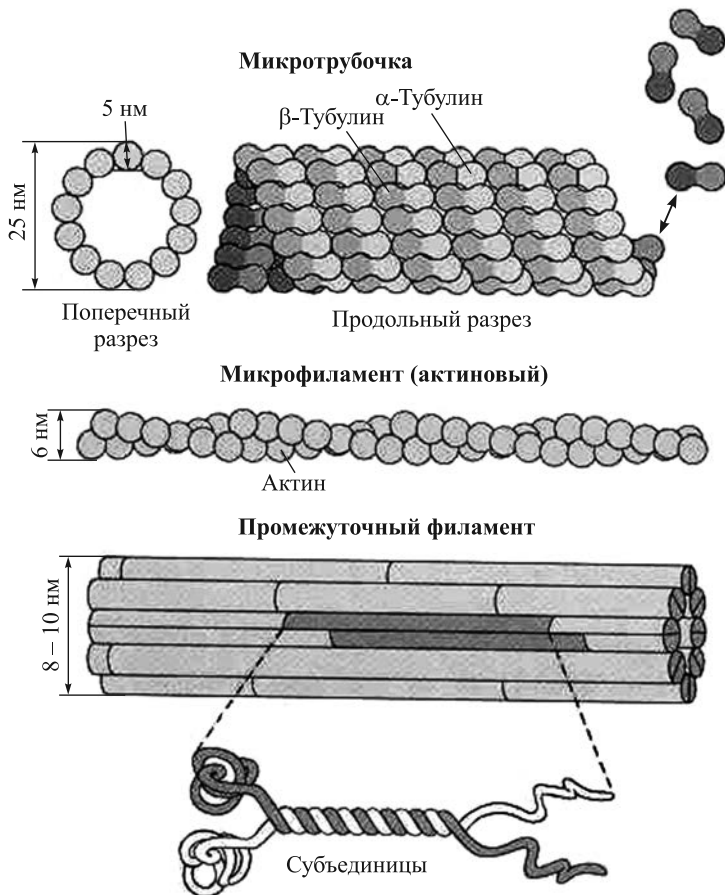 Микротрубочка
5 нм
α-Тубулин
β-Тубулин
25 нм
Поперечный
разрез
Продольный разрез
Микрофиламент (актиновый)
6 нм
Актин
Промежуточный филамент
8 – 10 нм
Субъединицы